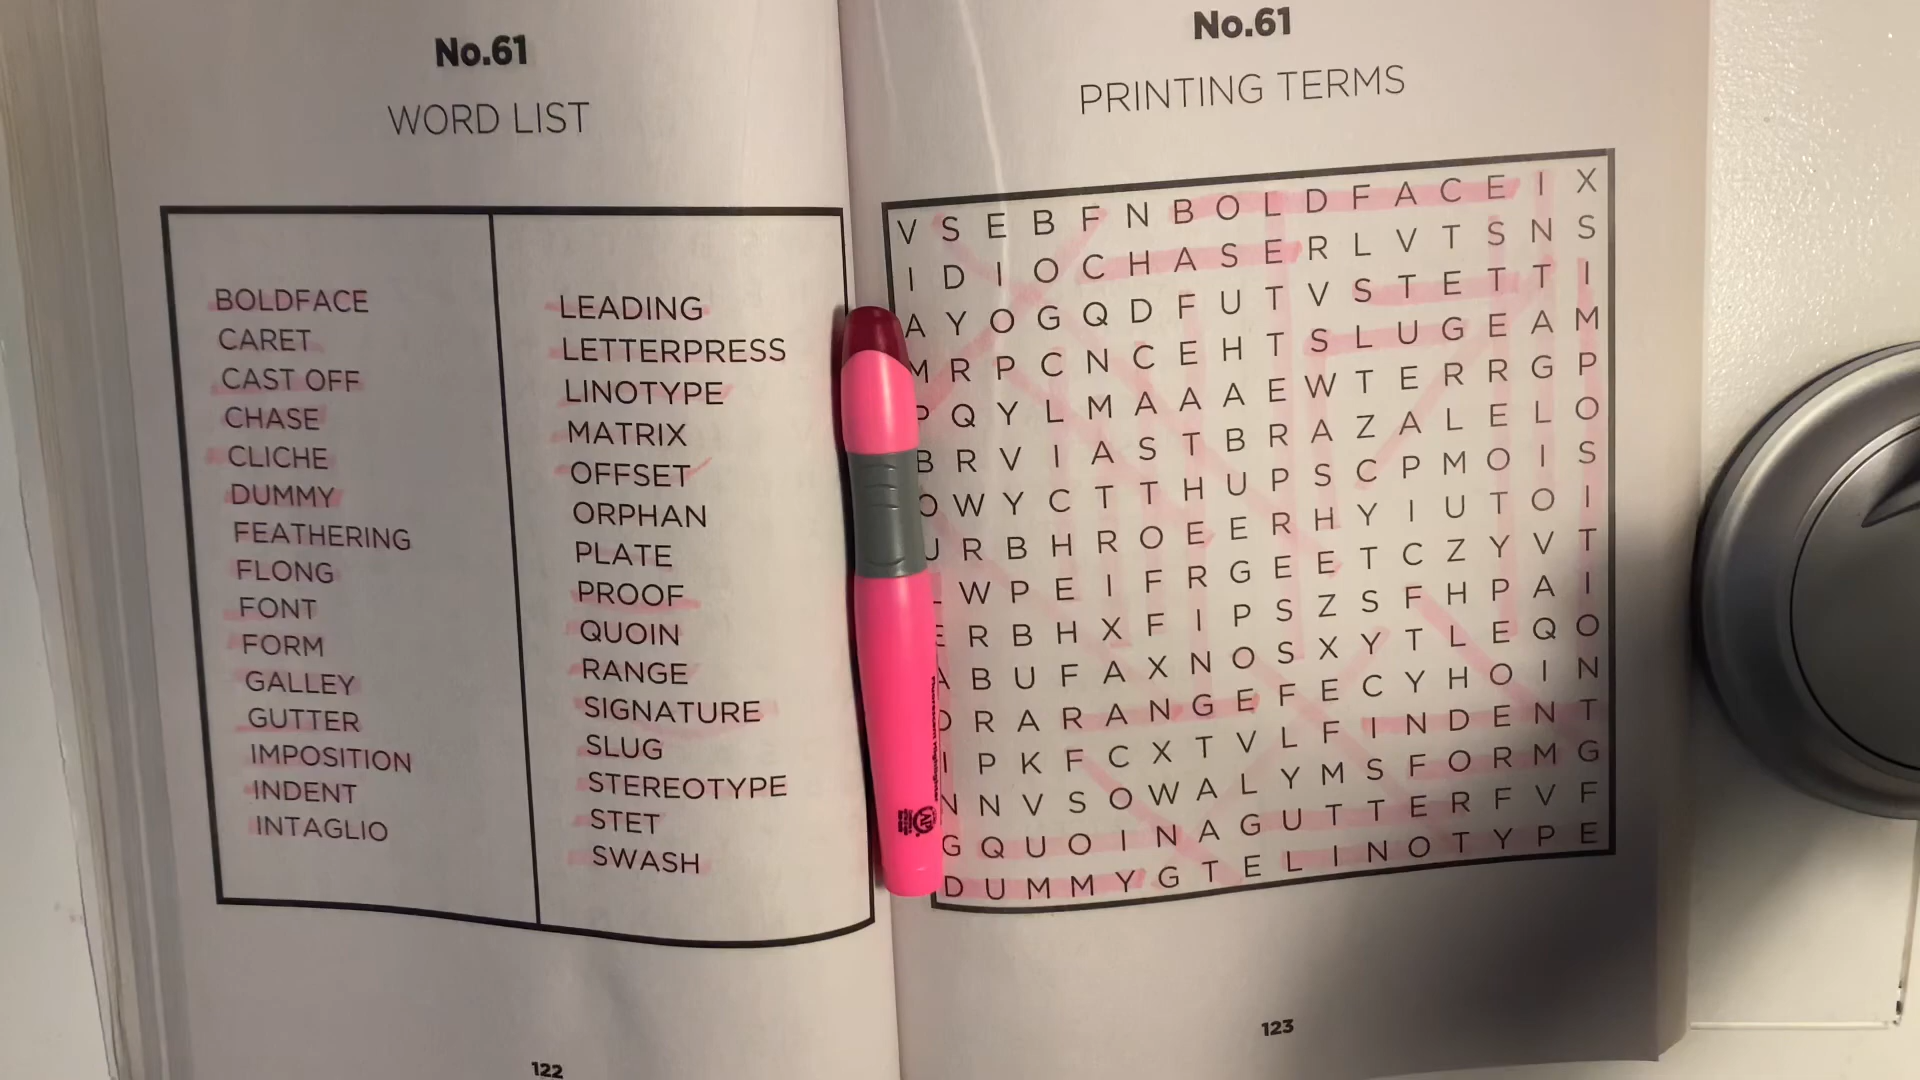 No.61
WORD LIST
BOLDFACE
CARET
CAST OFF
CHASE
CLICHE
DUMMY
FEATHERING
FLONG
FONT
FORM
GALLEY
GUTTER
IMPOSITION
INDENT
INTAGLIO
LEADING
LETTERPRESS
LINOTYPE
MATRIX
OFFSET
ORPHAN
PLATE
PROOF
QUOIN
RANGE
SIGNATURE
SLUG
STEREOTYPE
STET
SWASH
122
No.61
PRINTING TERMS
V S E B F N B O L D F A C E I X
I D I O C H A S E R L V T S N S
A Y O G Q D F U T V S T E T T I
M R P C N C E H T S L U G E A M
P Q Y L M A A A E W T E R R G P
B R V I A S T B R A Z A L E L O
O W Y C T T H U P S C P M O I S
U R B H R O E E R H Y I U T O I
L W P E I F R G E E T C Z Y V T
E R B H X F I P S Z S F H P A I
A B U F A X N O S X Y T L E Q O
D R A R A N G E F E C Y H O I N
I P K F C X T V L F I N D E N T
N N V S O W A L Y M S F O R M G
G Q U O I N A G U T T E R F V F
D U M M Y G T E L I N O T Y P E
123